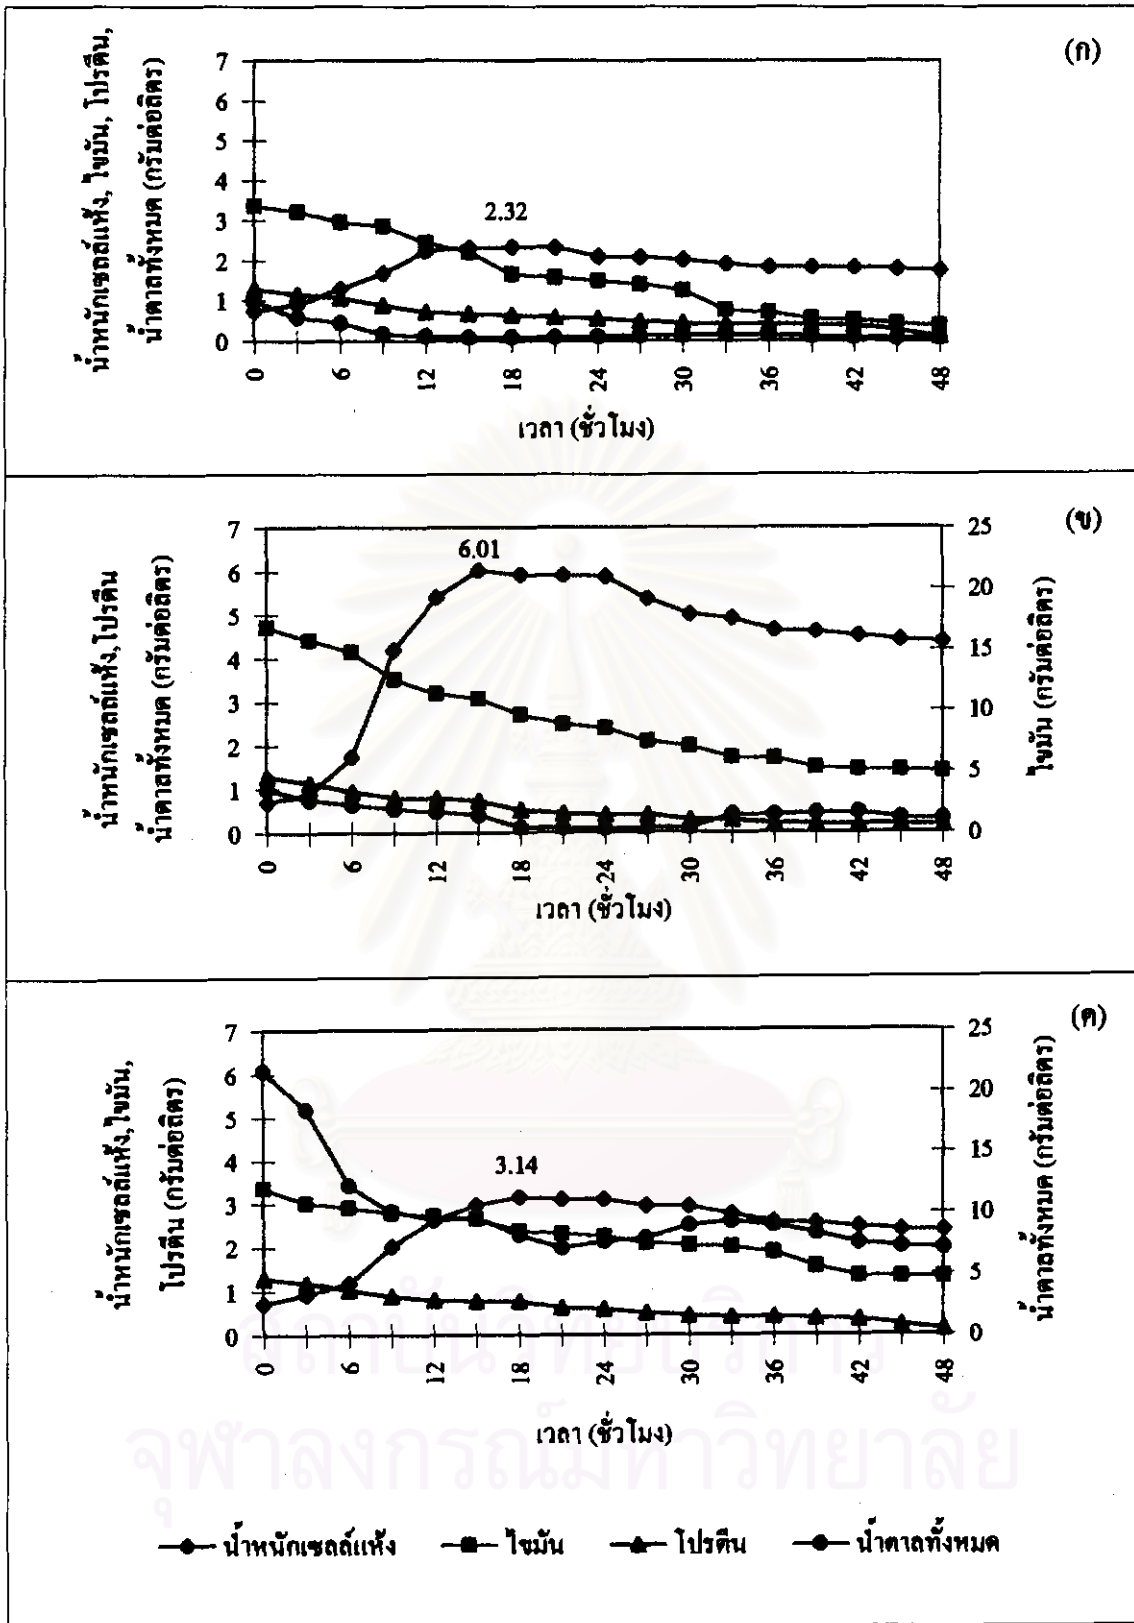 (ก)
น้ำหนักเซลล์แห้ง, ไขมัน, โปรตีน,
น้ำตาลทั้งหมด (กรัมต่อลิตร)
7
6
5
4
3
2
1
0
2.32
0 6 12 18 24 30 36 42 48
เวลา (ชั่วโมง)
(ข)
น้ำหนักเซลล์แห้ง,โปรตีน
น้ำตาลทั้งหมด (กรัมต่อลิตร)
7
6
5
4
3
2
1
0
6.01
25
20
15
10
5
0
ไขมัน (กรัมต่อลิตร)
0 6 12 18 24 30 36 42 48
เวลา (ชั่วโมง)
(ค)
น้ำหนักเซลล์แห้ง,ไขมัน,
โปรตีน (กรัมต่อลิตร)
7
6
5
4
3
2
1
0
3.14
25
20
15
10
5
0
น้ำตาลทั้งหมด (กรัมต่อลิตร)
0 6 12 18 24 30 36 42 48
เวลา (ชั่วโมง)
สถาบันวิทยบริการ
จุฬาลงกรณ์มหาวิทยาลัย
น้ำหนักเซลล์แห้ง ไขมัน โปรตีน น้ำตาลทั้งหมด